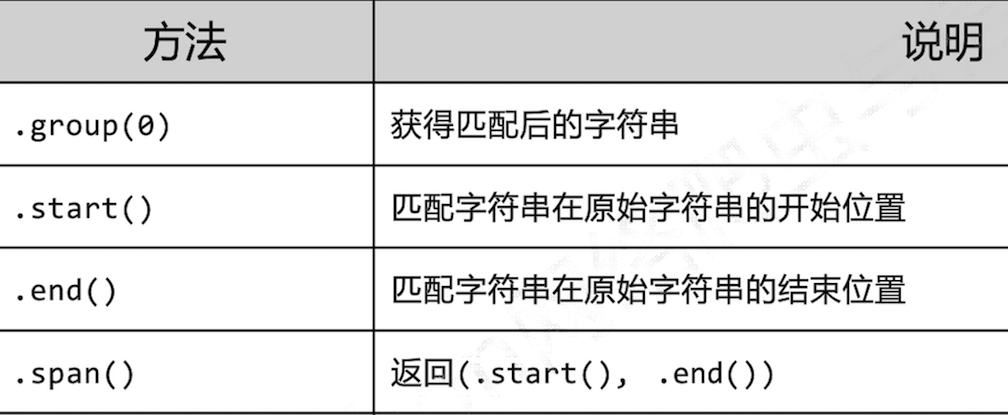 方法 说明
.group(0) 获得匹配后的字符串
.start() 匹配字符串在原始字符串的开始位置
.end() 匹配字符串在原始字符串的结束位置
.span() 返回(.start(), .end())